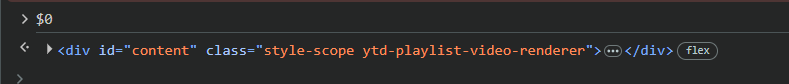 > $0
<div id="content" class="style-scope ytd-playlist-video-renderer">…</div> flex
>